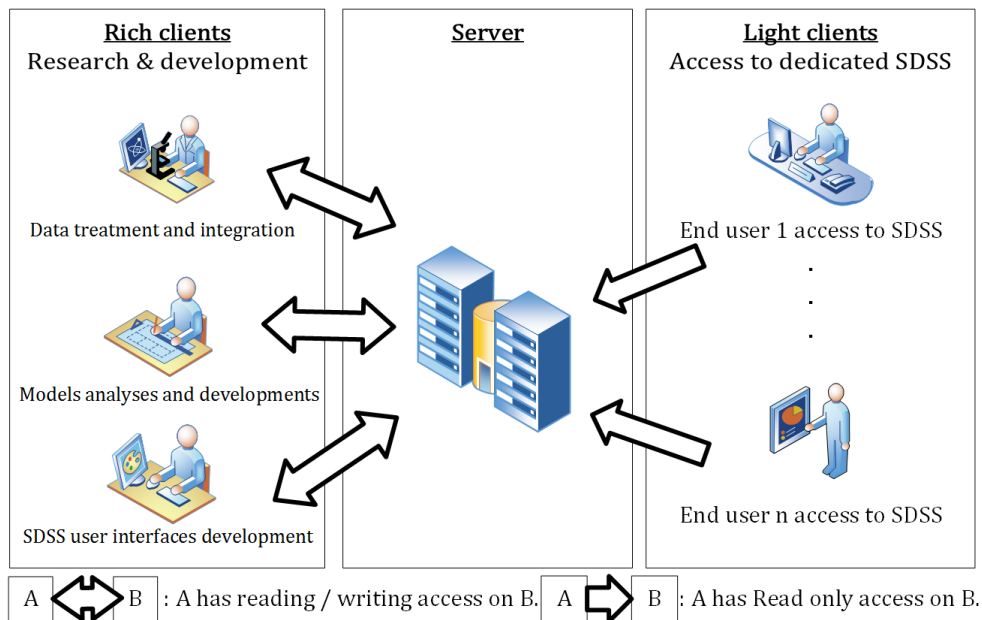 Rich clients
Research & development
Data treatment and integration
Models analyses and developments
SDSS user interfaces development
Server
Light clients
Access to dedicated SDSS
End user 1 access to SDSS
.
.
.
End user n access to SDSS
A B : A has reading / writing access on B. A B : A has Read only access on B.